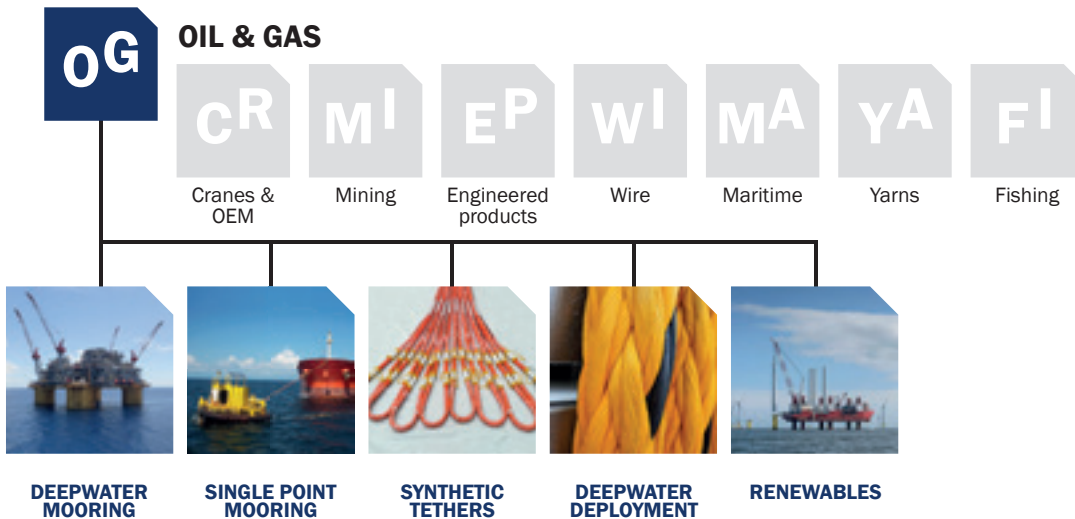 OG
OIL & GAS
CR
MI
EP
WI
MA
YA
FI
Cranes &
OEM
Mining
Engineered
products
Wire
Maritime
Yarns
Fishing
DEEPWATER
MOORING
SINGLE POINT
MOORING
SYNTHETIC
TETHERS
DEEPWATER
DEPLOYMENT
RENEWABLES